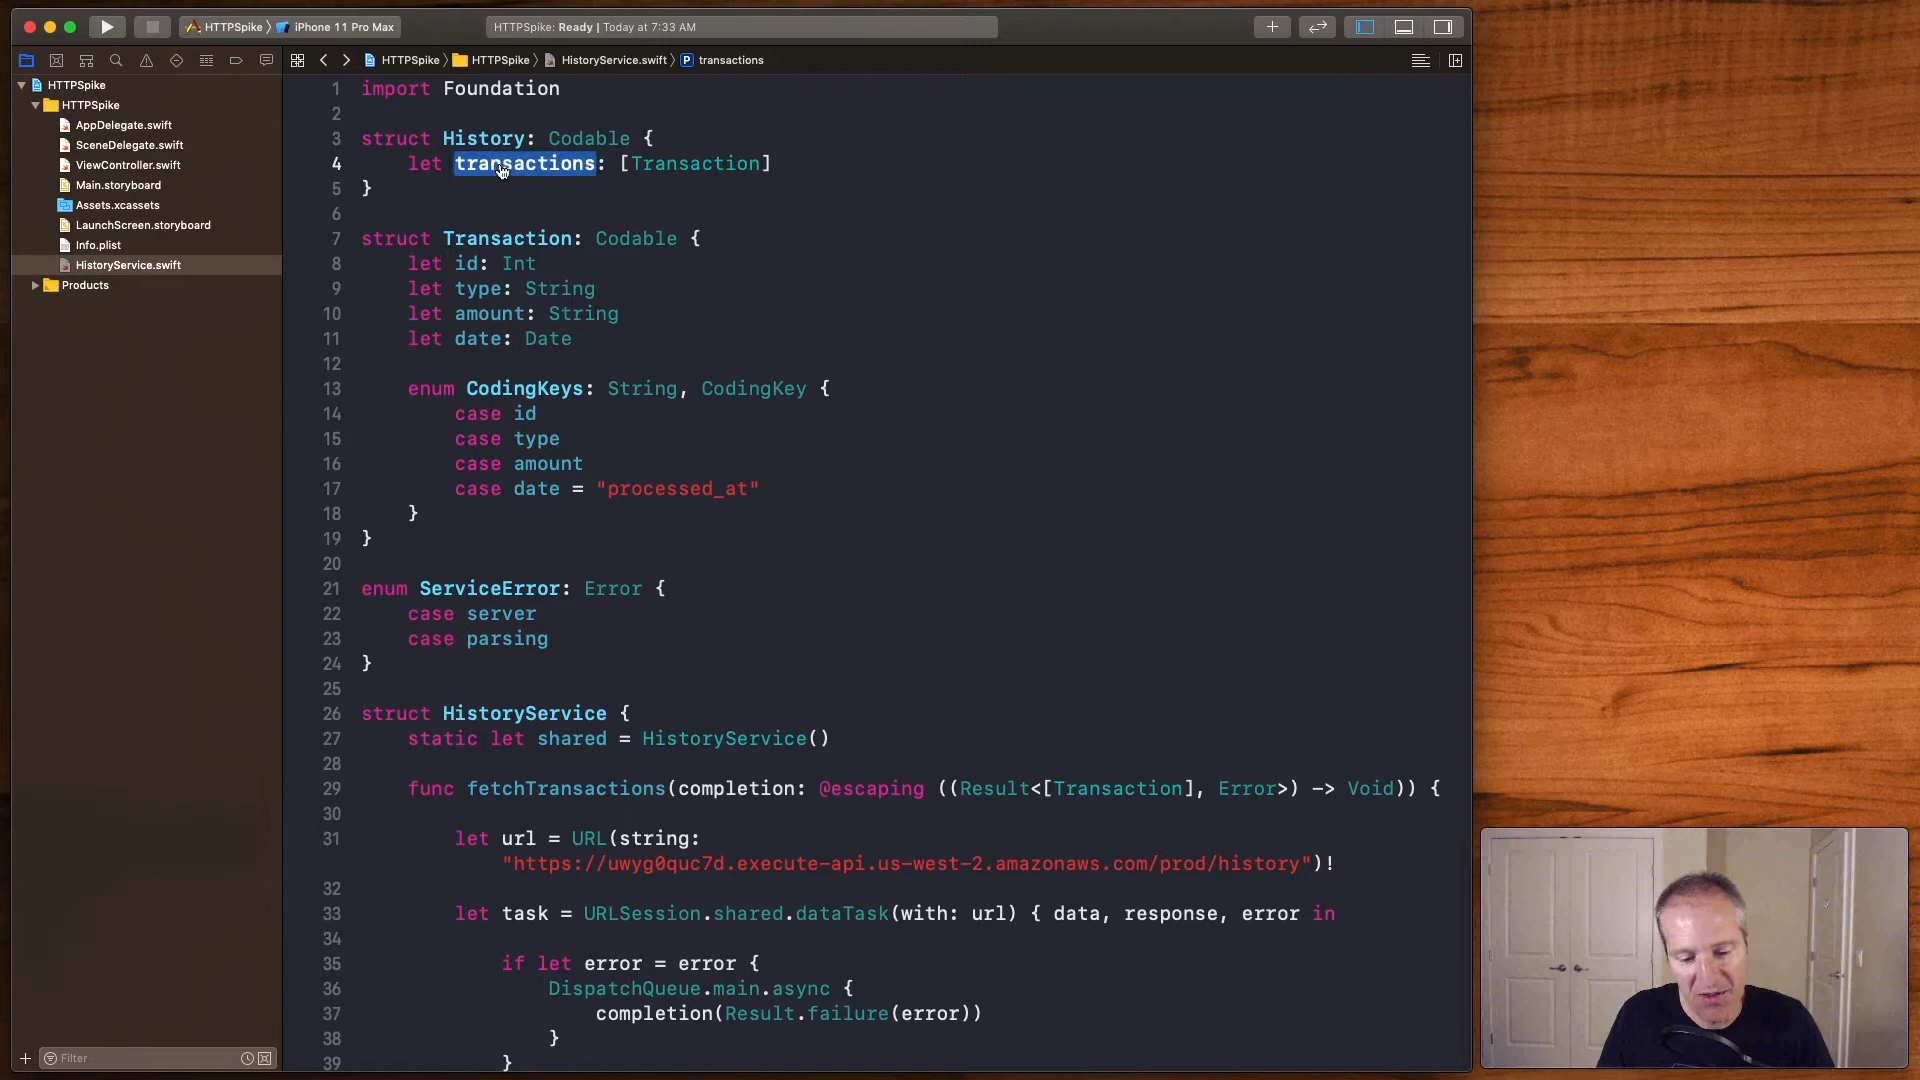 HTTPSpike
iPhone 11 Pro Max
HTTPSpike: Ready | Today at 7:33 AM
HTTPSpike
HTTPSpike
HistoryService.swift
P
transactions
HTTPSpike
HTTPSpike
AppDelegate.swift
SceneDelegate.swift
ViewController.swift
Main.storyboard
Assets.xcassets
LaunchScreen.storyboard
Info.plist
HistoryService.swift
Products
Filter
1 import Foundation
2
3 struct History: Codable {
4 let transactions: [Transaction]
5 }
6
7 struct Transaction: Codable {
8 let id: Int
9 let type: String
10 let amount: String
11 let date: Date
12
13 enum CodingKeys: String, CodingKey {
14 case id
15 case type
16 case amount
17 case date = "processed_at"
18 }
19 }
20
21 enum ServiceError: Error {
22 case server
23 case parsing
24 }
25
26 struct HistoryService {
27 static let shared = HistoryService()
28
29 func fetchTransactions(completion: @escaping ((Result<[Transaction], Error>) -> Void)) {
30
31 let url = URL(string:
"https://uwyg0quc7d.execute-api.us-west-2.amazonaws.com/prod/history")!
32
33 let task = URLSession.shared.dataTask(with: url) { data, response, error in
34
35 if let error = error {
36 DispatchQueue.main.async {
37 completion(Result.failure(error))
38 }
39 }